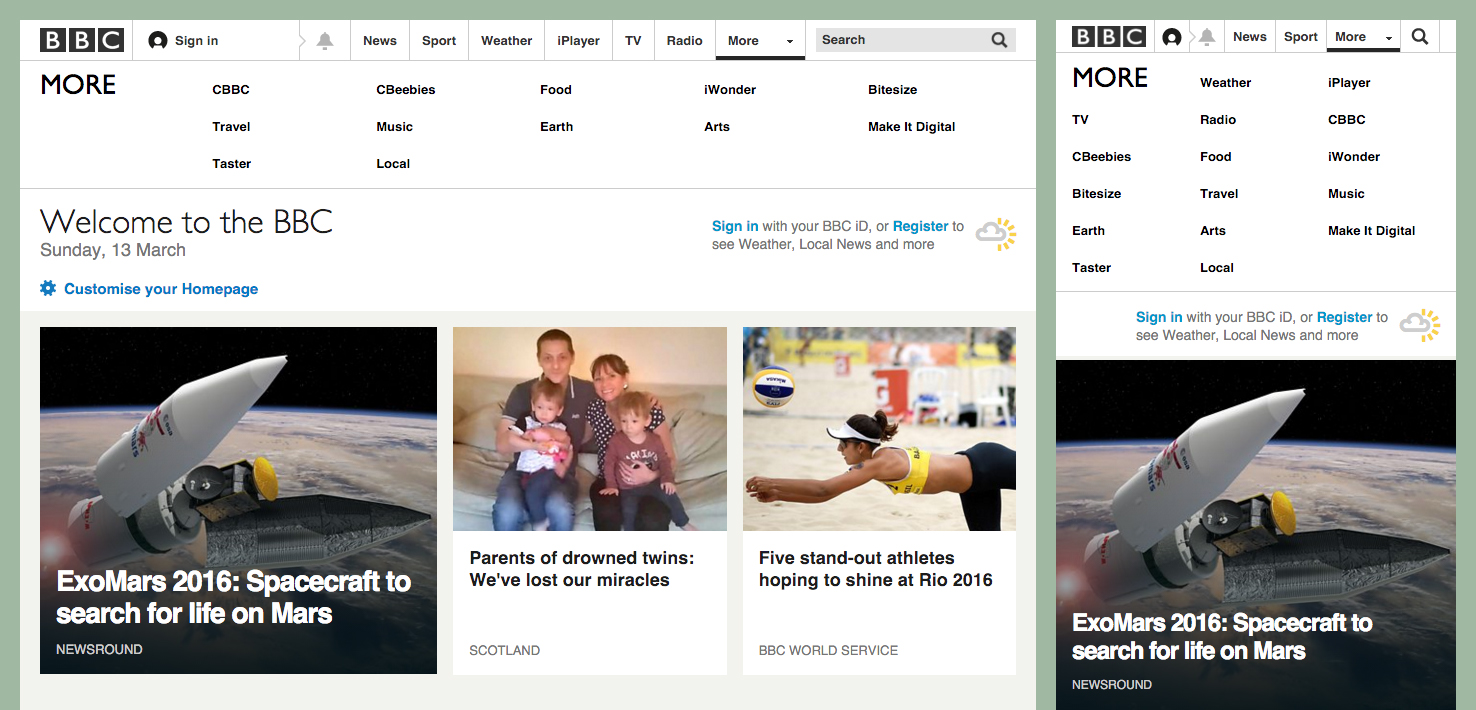 BBC Sign in News Sport Weather iPlayer TV Radio More Search
MORE CBBC CBeebies Food iWonder Bitesize
Travel Music Earth Arts Make It Digital
Taster Local
Welcome to the BBC
Sunday, 13 March
Sign in with your BBC iD, or Register to
see Weather, Local News and more
Customise your Homepage
ExoMars 2016: Spacecraft to
search for life on Mars
NEWSROUND
Parents of drowned twins:
We've lost our miracles
SCOTLAND
Five stand-out athletes
hoping to shine at Rio 2016
BBC WORLD SERVICE
BBC News Sport More
MORE Weather iPlayer
TV Radio CBBC
CBeebies Food iWonder
Bitesize Travel Music
Earth Arts Make It Digital
Taster Local
Sign in with your BBC iD, or Register to
see Weather, Local News and more
ExoMars 2016: Spacecraft to
search for life on Mars
NEWSROUND